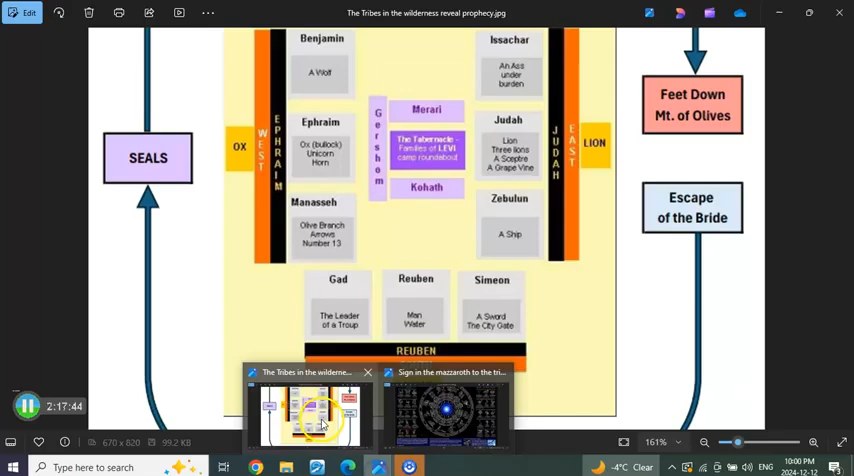 Edit
The Tribes in the wilderness reveal prophecy.jpg
SEALS
OX
WEST
EPHRAIM
Benjamin
A Wolf
Ephraim
Ox (bullock)
Unicorn
Horn
Manasseh
Olive Branch
Arrows
Number 13
Gershom
Merari
The Tabernacle -
Families of LEVI
camp roundabout
Kohath
Issachar
An Ass
under
burden
Judah
Lion
Three lions
A Sceptre
A Grape Vine
Zebulun
A Ship
JUDAH
EAST
LION
Feet Down
Mt. of Olives
Escape
of the Bride
Gad
The Leader
of a Troup
Reuben
Man
Water
Simeon
A Sword
The City Gate
REUBEN
The Tribes in the wilderne...
Sign in the mazzaroth to the tri...
2:17:44
670 x 820
99.2 KB
161%
Type here to search
-4°C Clear
10:00 PM
2024-12-12